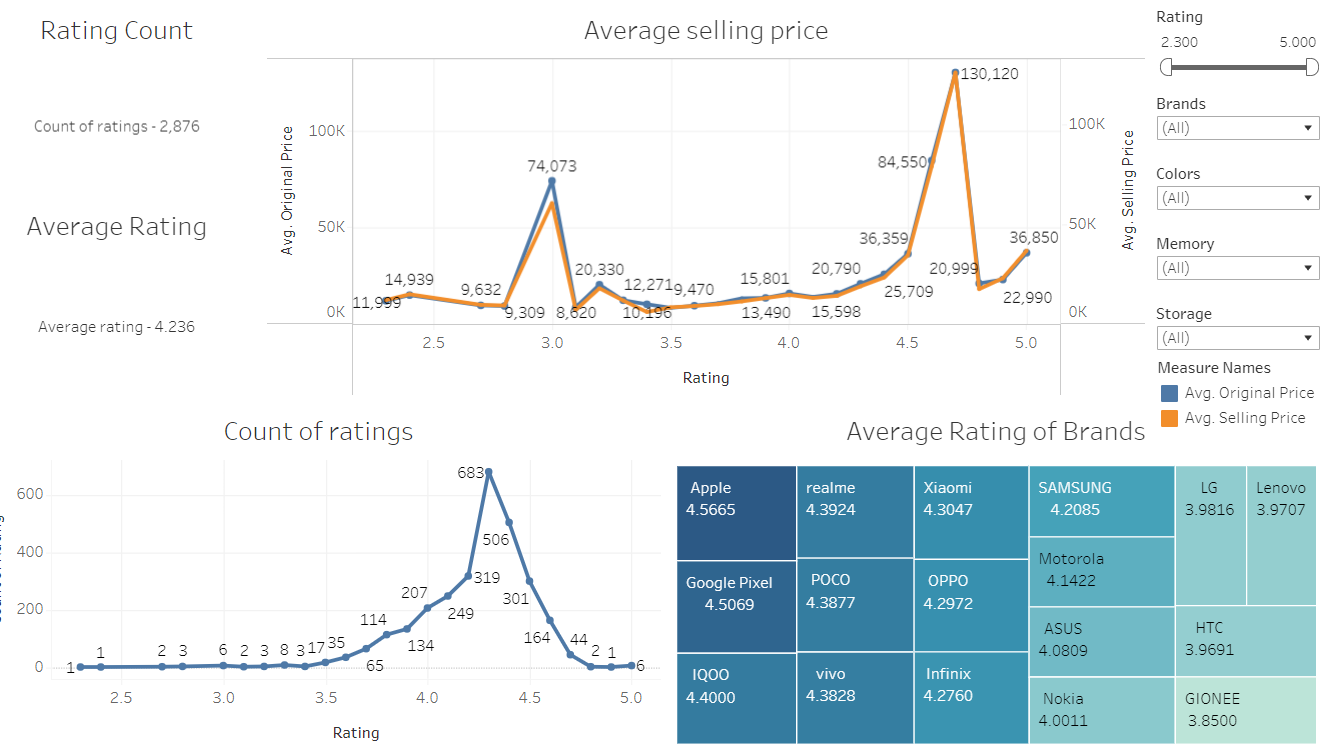 Rating Count
Count of ratings - 2,876
Average Rating
Average rating - 4.236
Average selling price
Avg. Original Price
100K
50K
0K
11,999
14,939
9,632
9,309
74,073
8,620
20,330
12,271
10,196
9,470
15,801
13,490
20,790
15,598
36,359
25,709
84,550
130,120
20,999
22,990
36,850
100K
50K
0K
Avg. Selling Price
2.5 3.0 3.5 4.0 4.5 5.0
Rating
Rating
2.300 5.000
Brands
(All)
Colors
(All)
Memory
(All)
Storage
(All)
Measure Names
Avg. Original Price
Avg. Selling Price
Count of ratings
600
400
200
0
1
1
2
3
6
2
3
8
3
17
35
65
114
134
207
249
319
683
506
301
164
44
2
1
6
2.5 3.0 3.5 4.0 4.5 5.0
Rating
Average Rating of Brands
Apple
4.5665
Google Pixel
4.5069
IQOO
4.4000
realme
4.3924
POCO
4.3877
vivo
4.3828
Xiaomi
4.3047
OPPO
4.2972
Infinix
4.2760
SAMSUNG
4.2085
Motorola
4.1422
ASUS
4.0809
Nokia
4.0011
LG
3.9816
Lenovo
3.9707
HTC
3.9691
GIONEE
3.8500